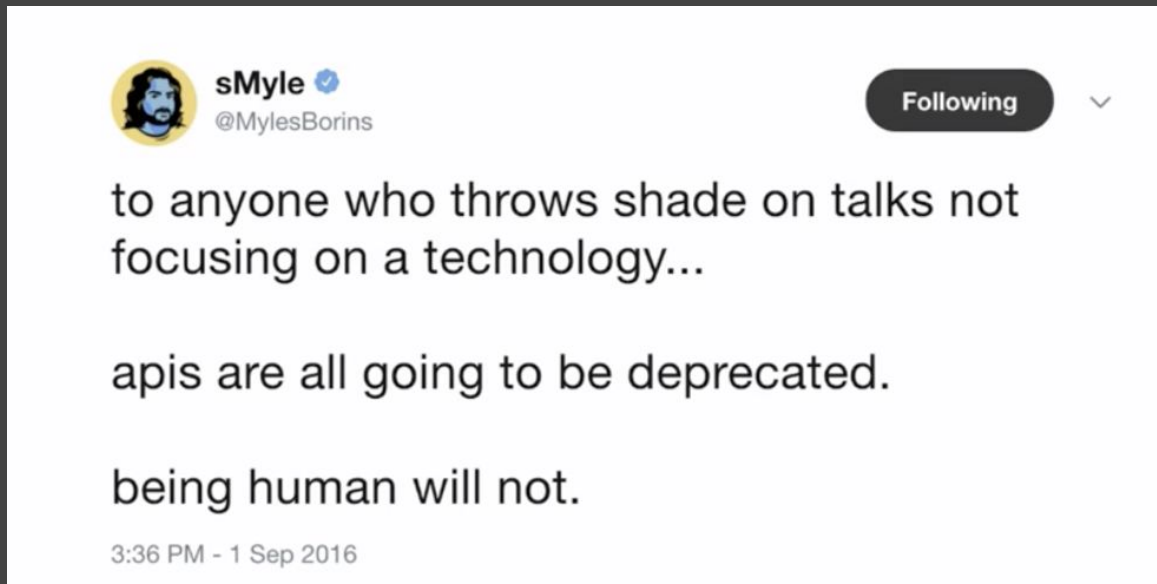 sMyle
@MylesBorins
Following
to anyone who throws shade on talks not
focusing on a technology...
apis are all going to be deprecated.
being human will not.
3:36 PM - 1 Sep 2016